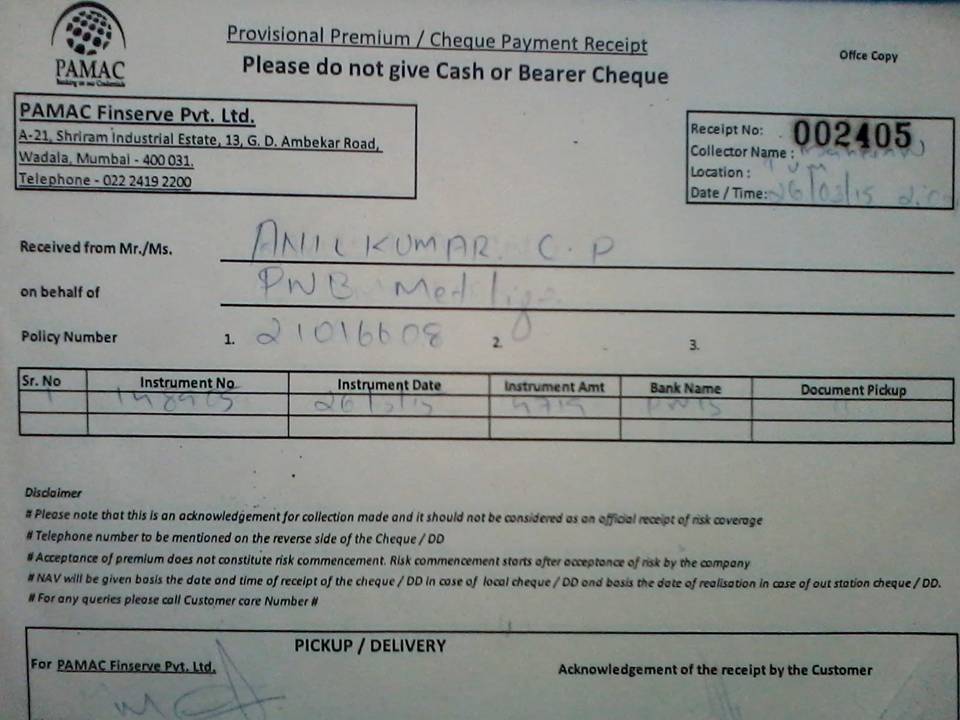 PAMAC
Provisional Premium / Cheque Payment Receipt
Office Copy
Please do not give Cash or Bearer Cheque
PAMAC Finserve Pvt. Ltd.
A-21, Shriram Industrial Estate, 13, G. D. Ambekar Road,
Wadala, Mumbai - 400 031.
Telephone - 022 2419 2200
Receipt No: 002405
Collector Name :
Location :
Date / Time: 26/03/15
Received from Mr./Ms. ANIL KUMAR C.P
on behalf of PNB Met life
Policy Number 1. 21016608 2. 3.
Sr. No Instrument No Instrument Date Instrument Amt Bank Name Document Pickup
1 26/3/15 PNB
Disclaimer
# Please note that this is an acknowledgement for collection made and it should not be considered as an official receipt of risk coverage
# Telephone number to be mentioned on the reverse side of the Cheque / DD
# Acceptance of premium does not constitute risk commencement. Risk commencement starts after acceptance of risk by the company
# NAV will be given basis the date and time of receipt of the cheque / DD in case of local cheque / DD and basis the date of realisation in case of out station cheque / DD.
# For any queries please call Customer care Number #
PICKUP / DELIVERY
For PAMAC Finserve Pvt. Ltd.
Acknowledgement of the receipt by the Customer